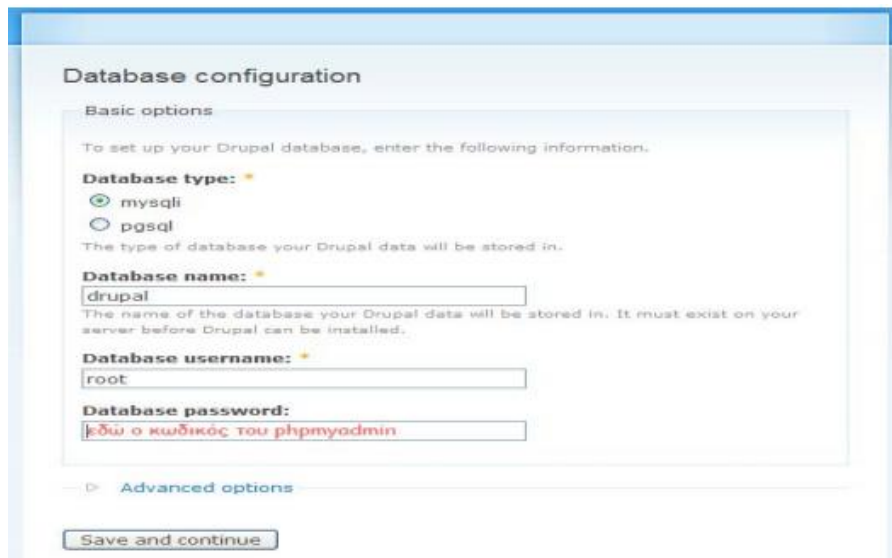 Database configuration
Basic options
To set up your Drupal database, enter the following information.
Database type: *
mysqli
pgsql
The type of database your Drupal data will be stored in.
Database name: *
drupal
The name of the database your Drupal data will be stored in. It must exist on your
server before Drupal can be installed.
Database username: *
root
Database password:
εδώ ο κωδικός του phpmyadmin
Advanced options
Save and continue